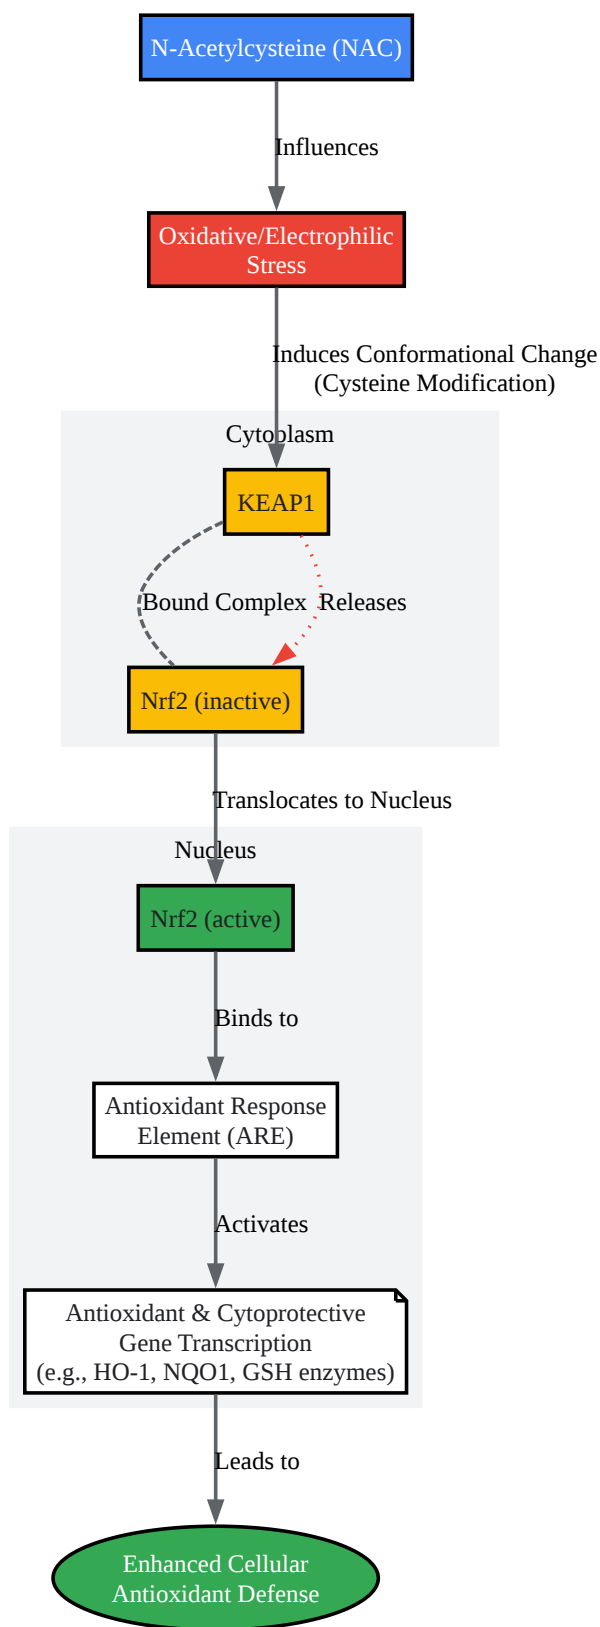 N-Acetylcysteine (NAC)
Influences
Oxidative/Electrophilic
Stress
Induces Conformational Change
(Cysteine Modification)
Cytoplasm
KEAP1
Bound Complex
Releases
Nrf2 (inactive)
Translocates to Nucleus
Nucleus
Nrf2 (active)
Binds to
Antioxidant Response
Element (ARE)
Activates
Antioxidant & Cytoprotective
Gene Transcription
(e.g., HO-1, NQO1, GSH enzymes)
Leads to
Enhanced Cellular
Antioxidant Defense